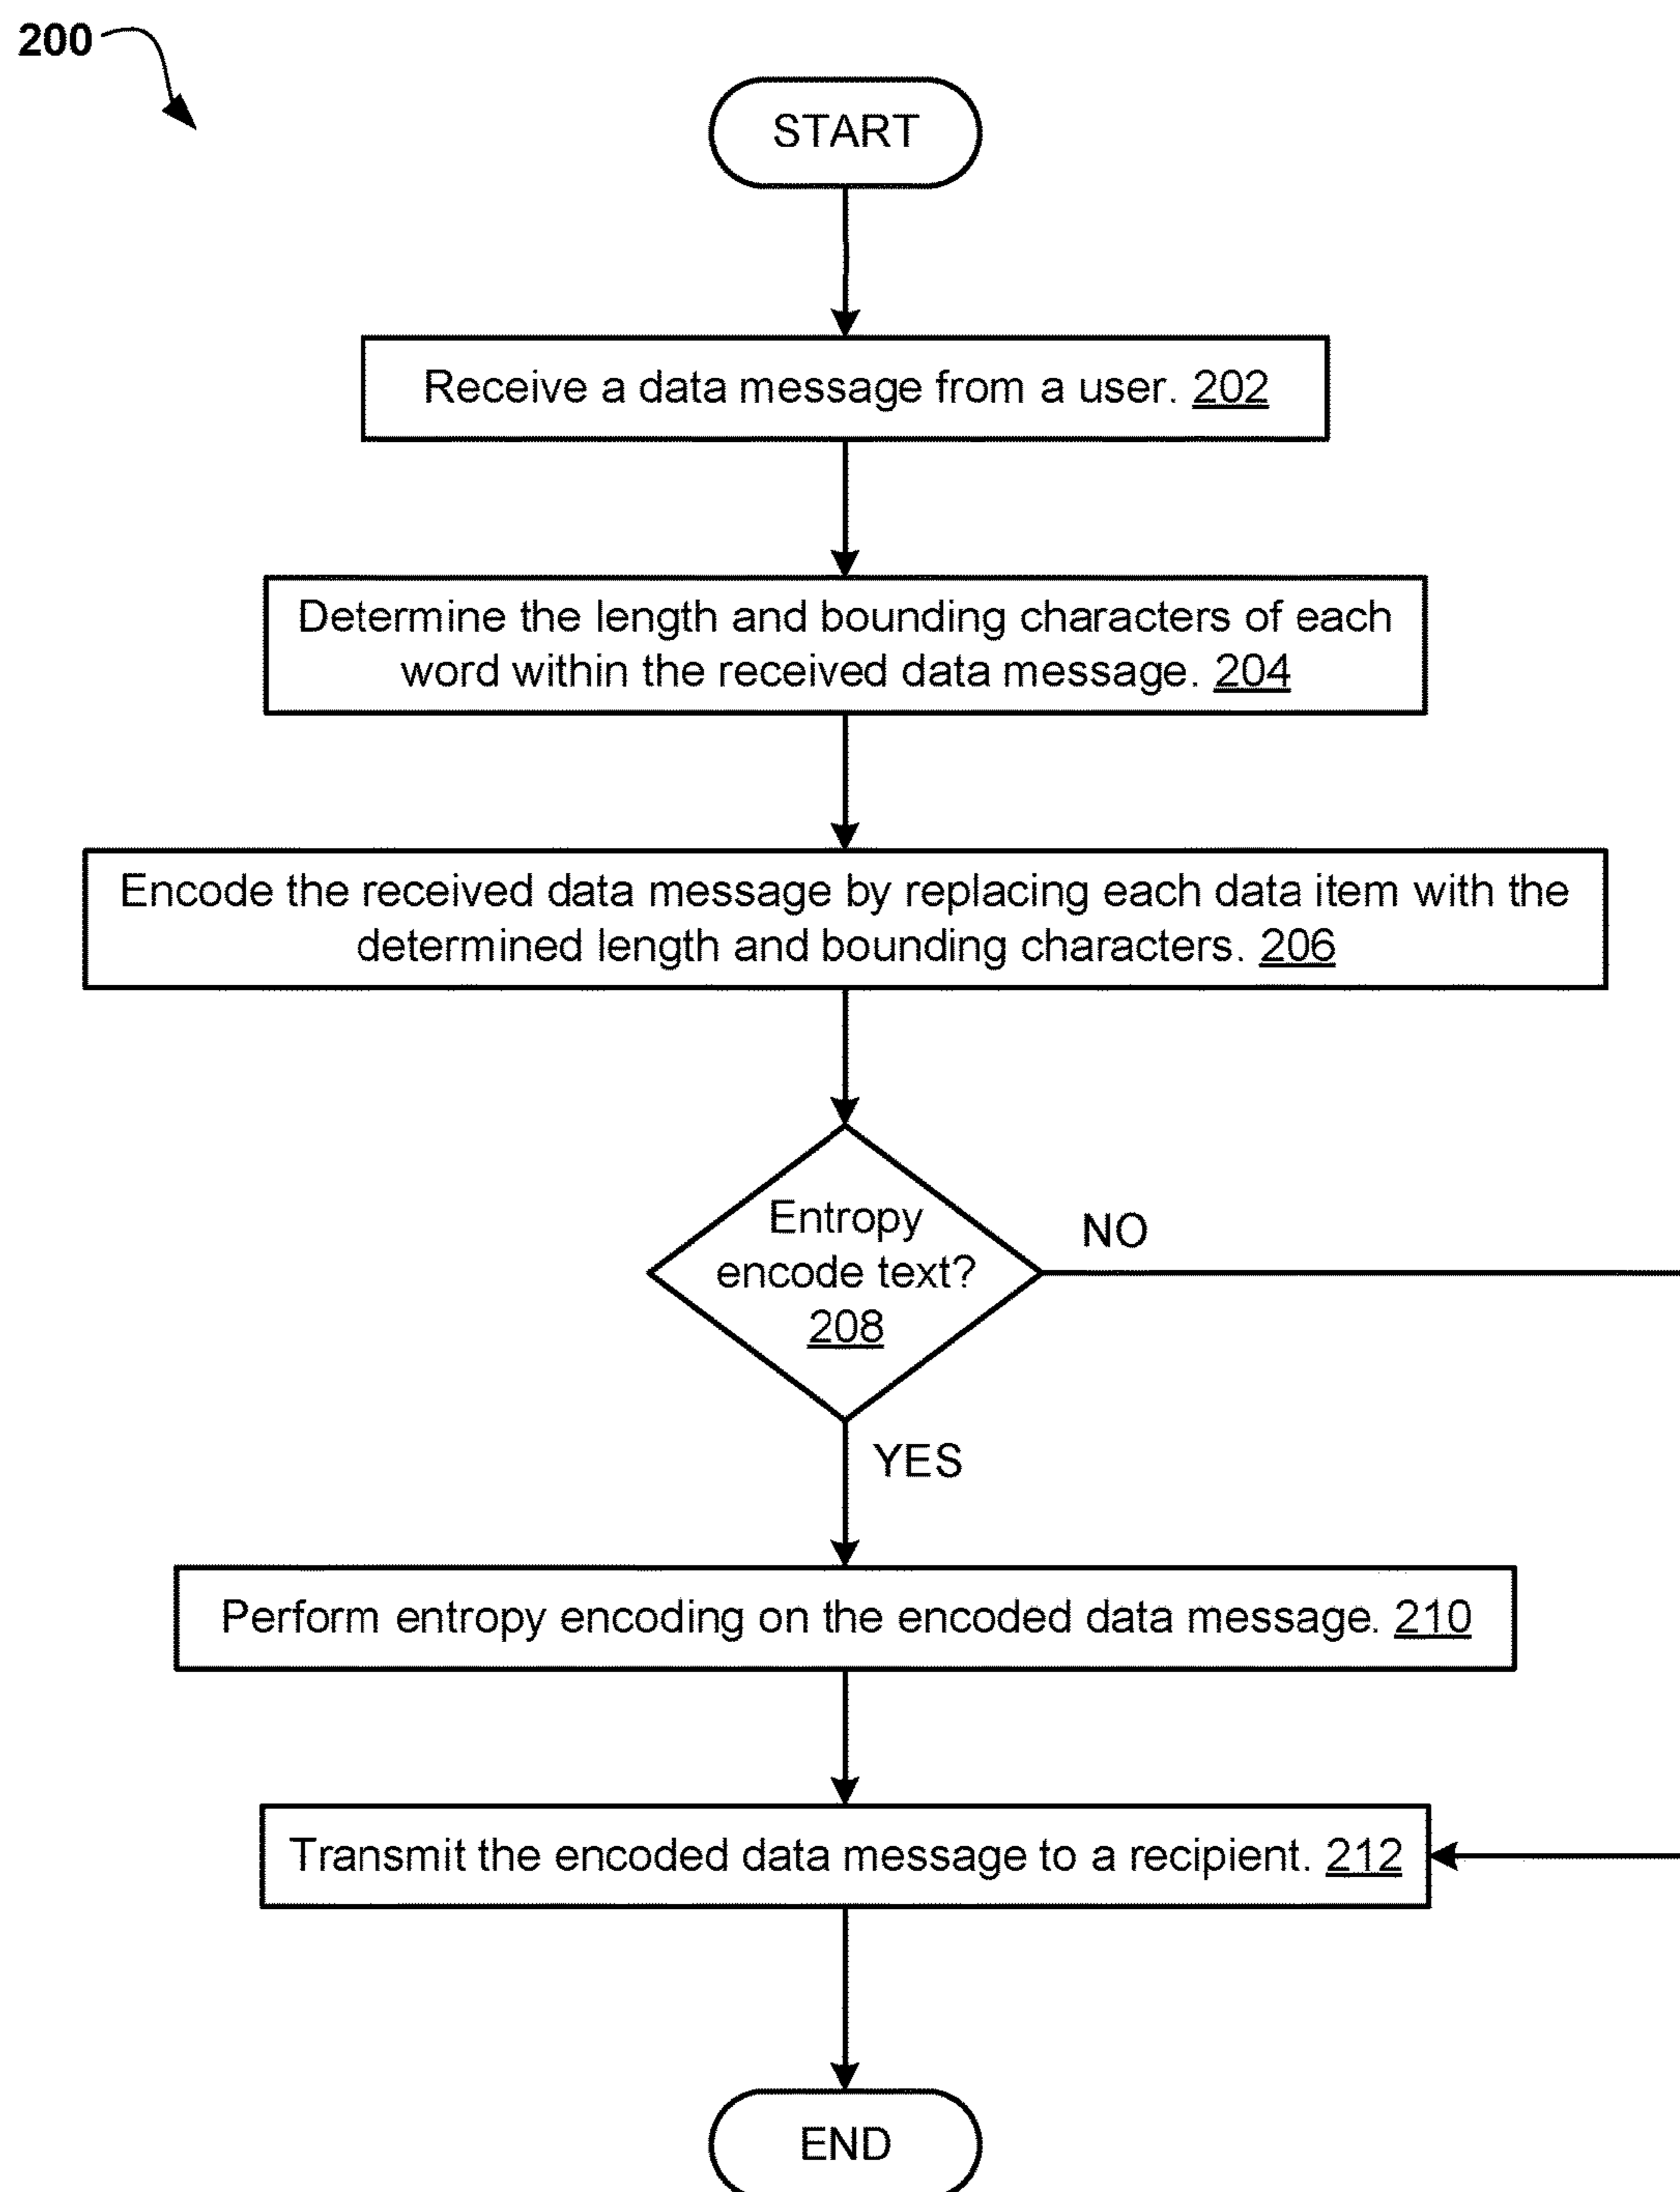 200
START
Receive a data message from a user. 202
Determine the length and bounding characters of each
word within the received data message. 204
Encode the received data message by replacing each data item with the
determined length and bounding characters. 206
Entropy
encode text?
208
NO
YES
Perform entropy encoding on the encoded data message. 210
Transmit the encoded data message to a recipient. 212
END